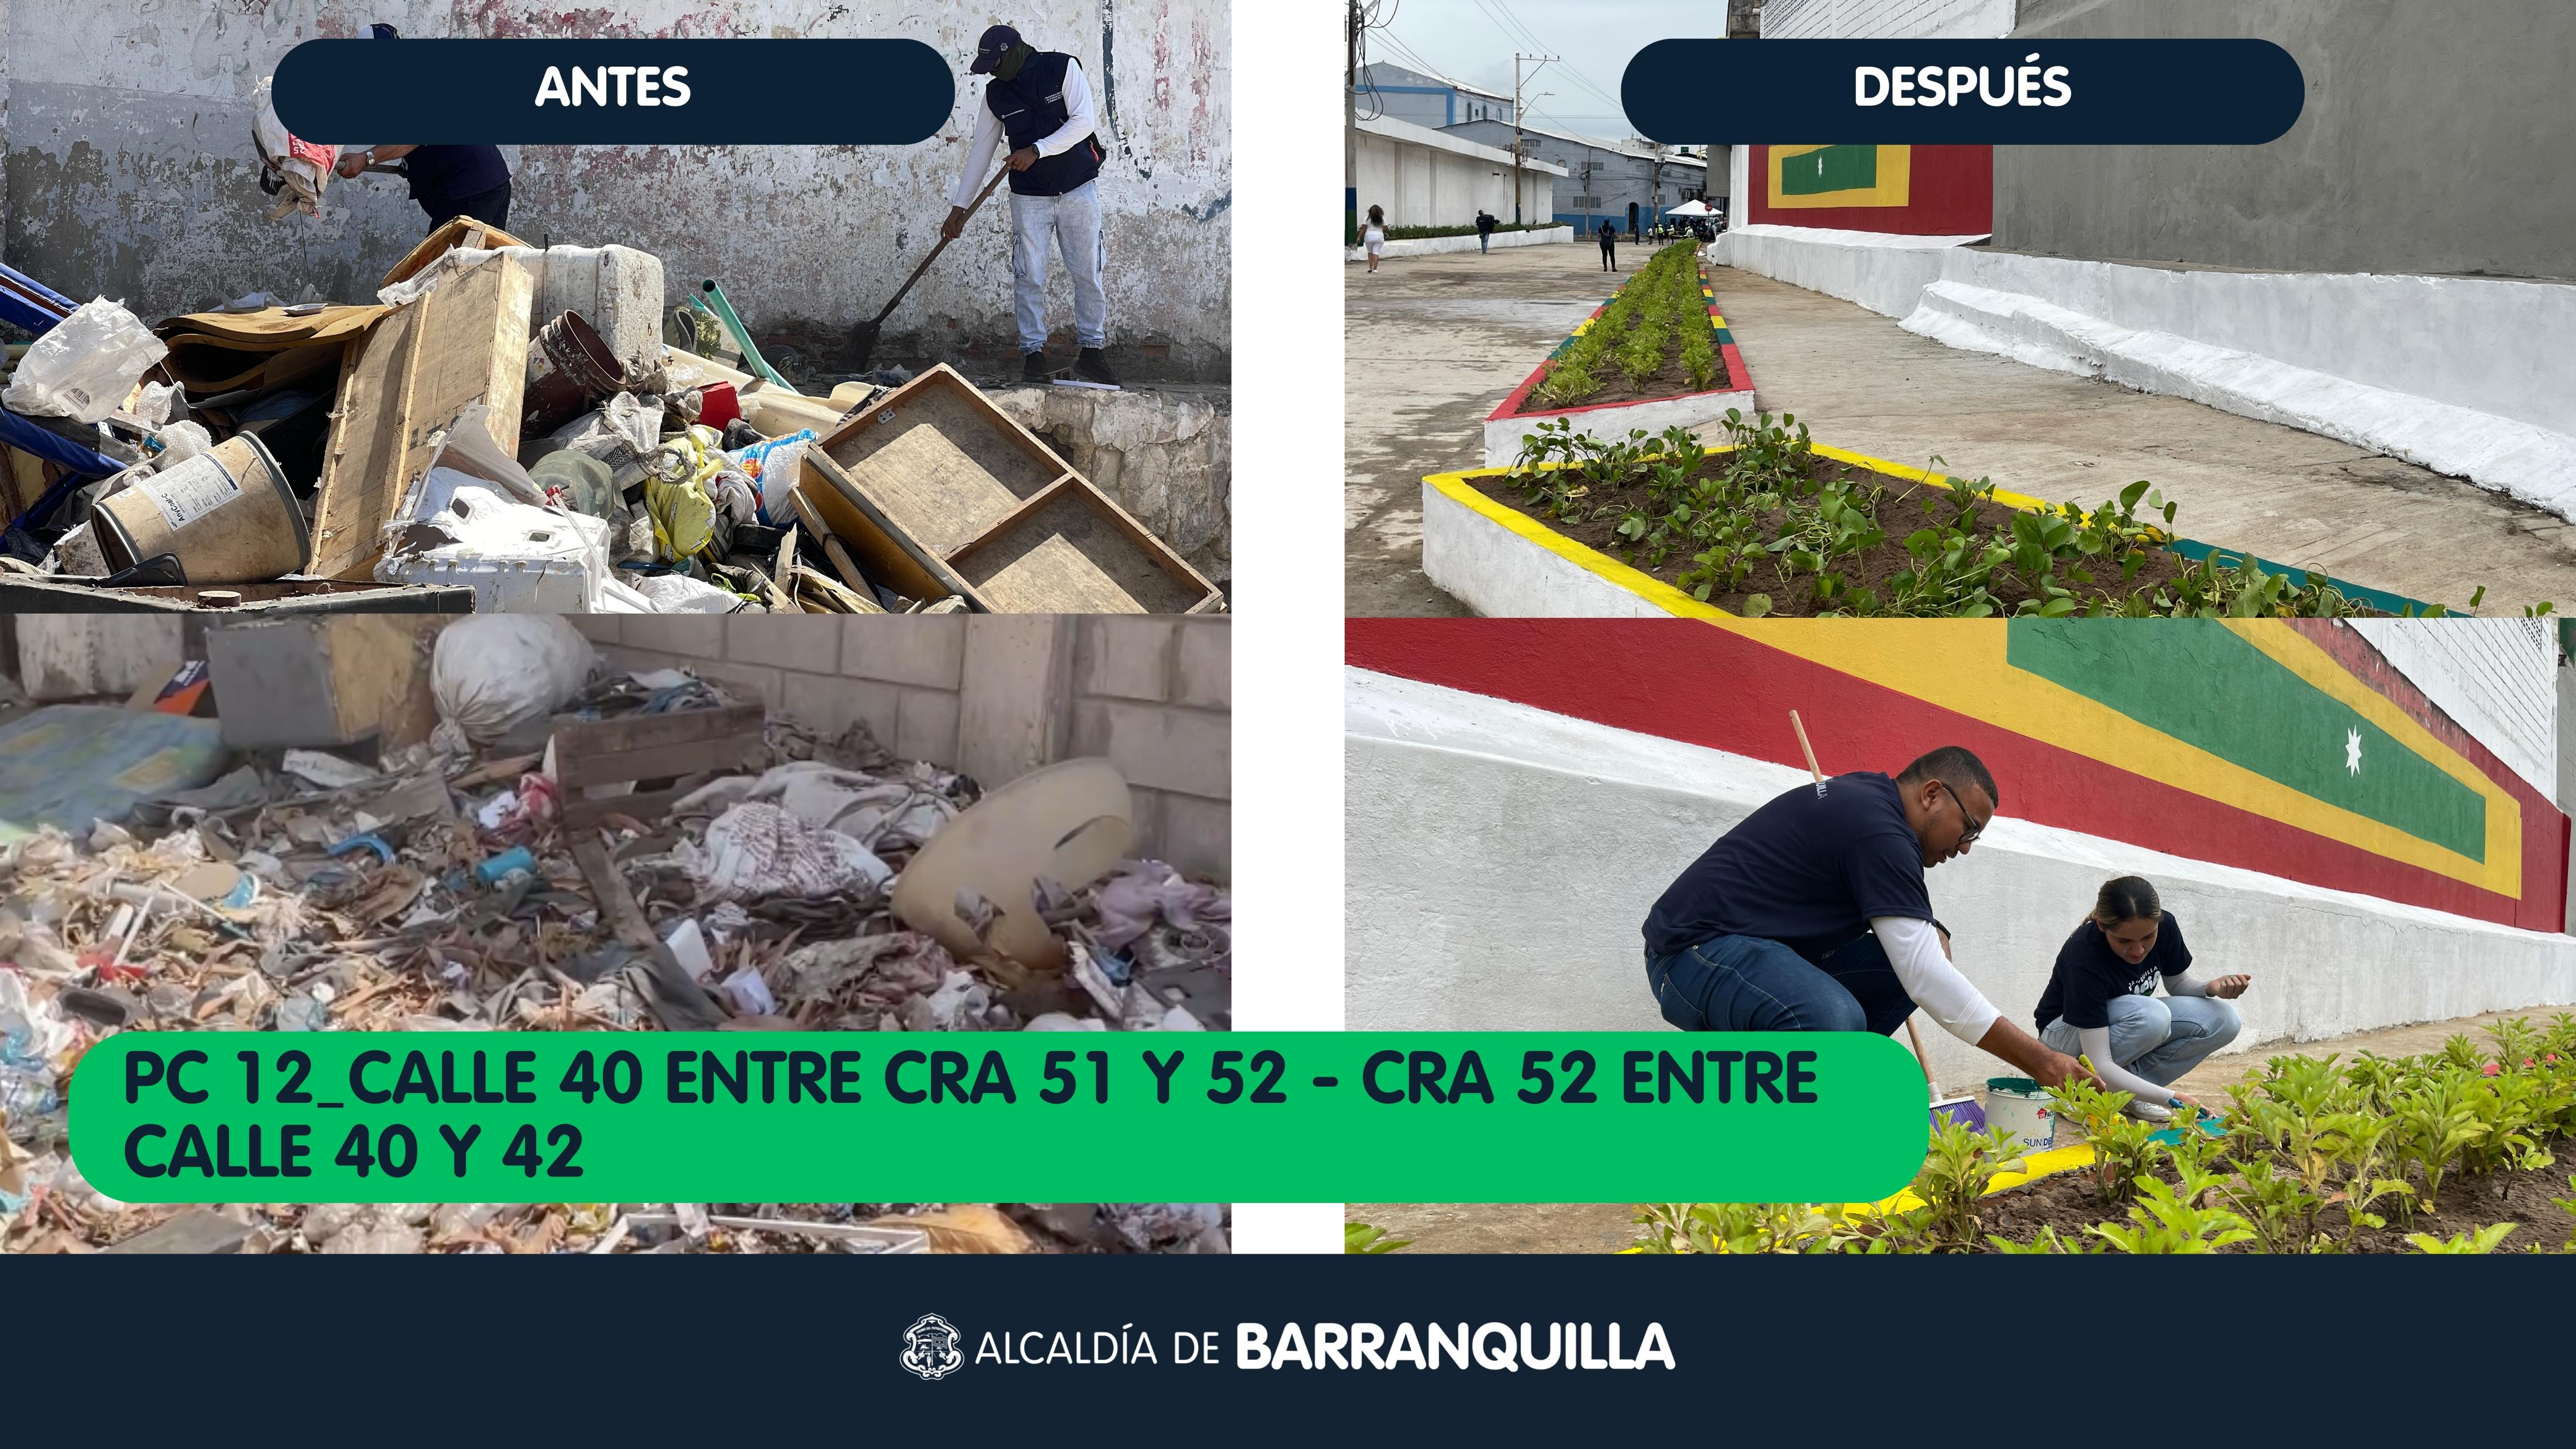 ANTES
DESPUÉS
PC 12_CALLE 40 ENTRE CRA 51 Y 52 - CRA 52 ENTRE
CALLE 40 Y 42
ALCALDÍA DE BARRANQUILLA